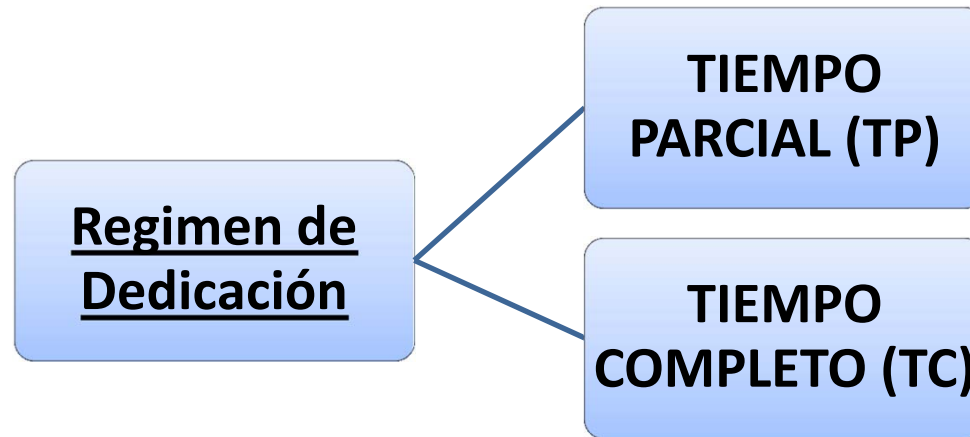 Regimen de
Dedicación
TIEMPO
PARCIAL (TP)
TIEMPO
COMPLETO (TC)